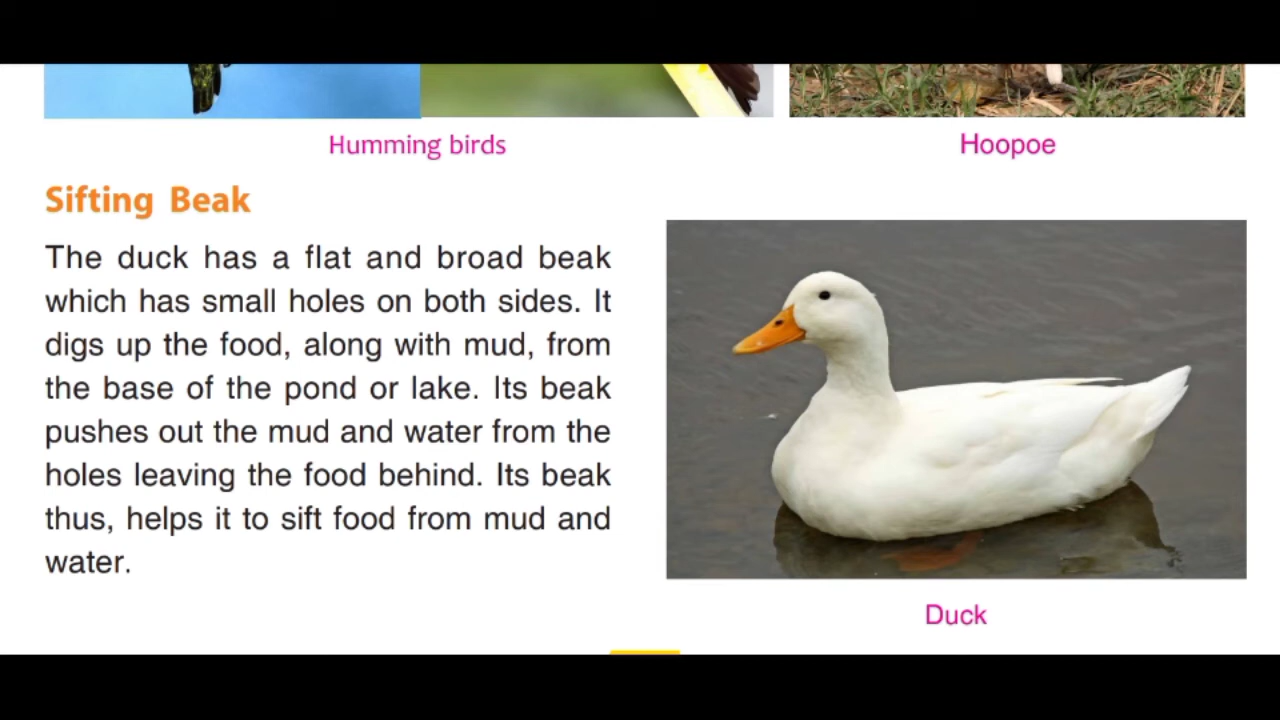 Humming birds
Hoopoe
Sifting Beak
The duck has a flat and broad beak
which has small holes on both sides. It
digs up the food, along with mud, from
the base of the pond or lake. Its beak
pushes out the mud and water from the
holes leaving the food behind. Its beak
thus, helps it to sift food from mud and
water.
Duck